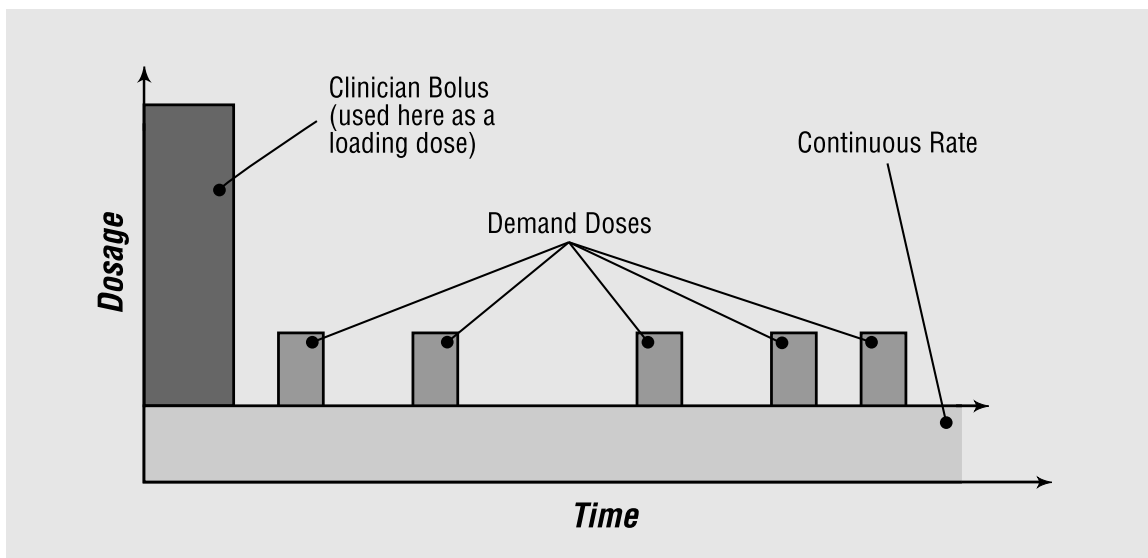 Clinician Bolus
(used here as a
loading dose)
Continuous Rate
Demand Doses
Dosage
Time